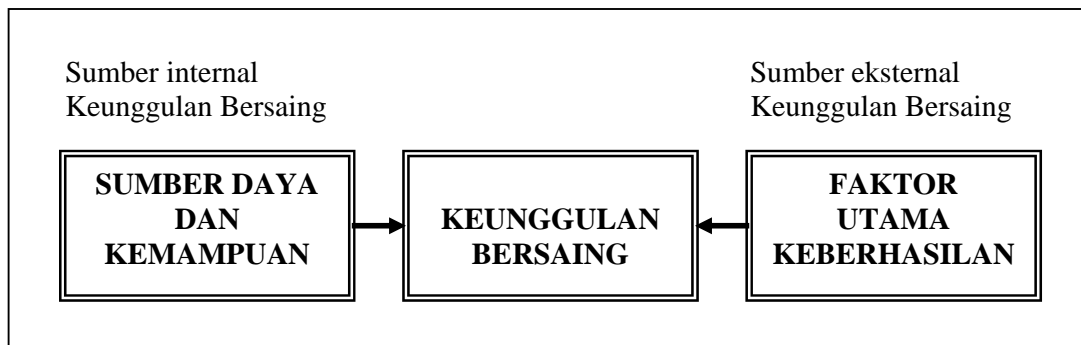 Sumber internal
Keunggulan Bersaing
Sumber eksternal
Keunggulan Bersaing
SUMBER DAYA
DAN
KEMAMPUAN
KEUNGGULAN
BERSAING
FAKTOR
UTAMA
KEBERHASILAN